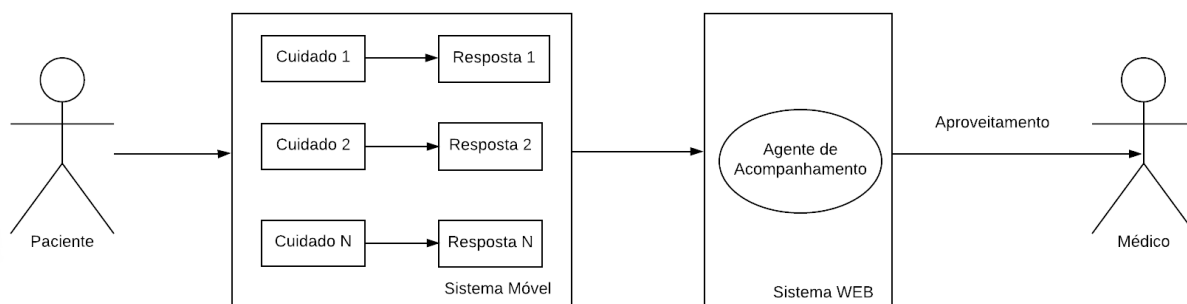 Paciente
Cuidado 1
Resposta 1
Cuidado 2
Resposta 2
Cuidado N
Resposta N
Sistema Móvel
Agente de
Acompanhamento
Sistema WEB
Aproveitamento
Médico